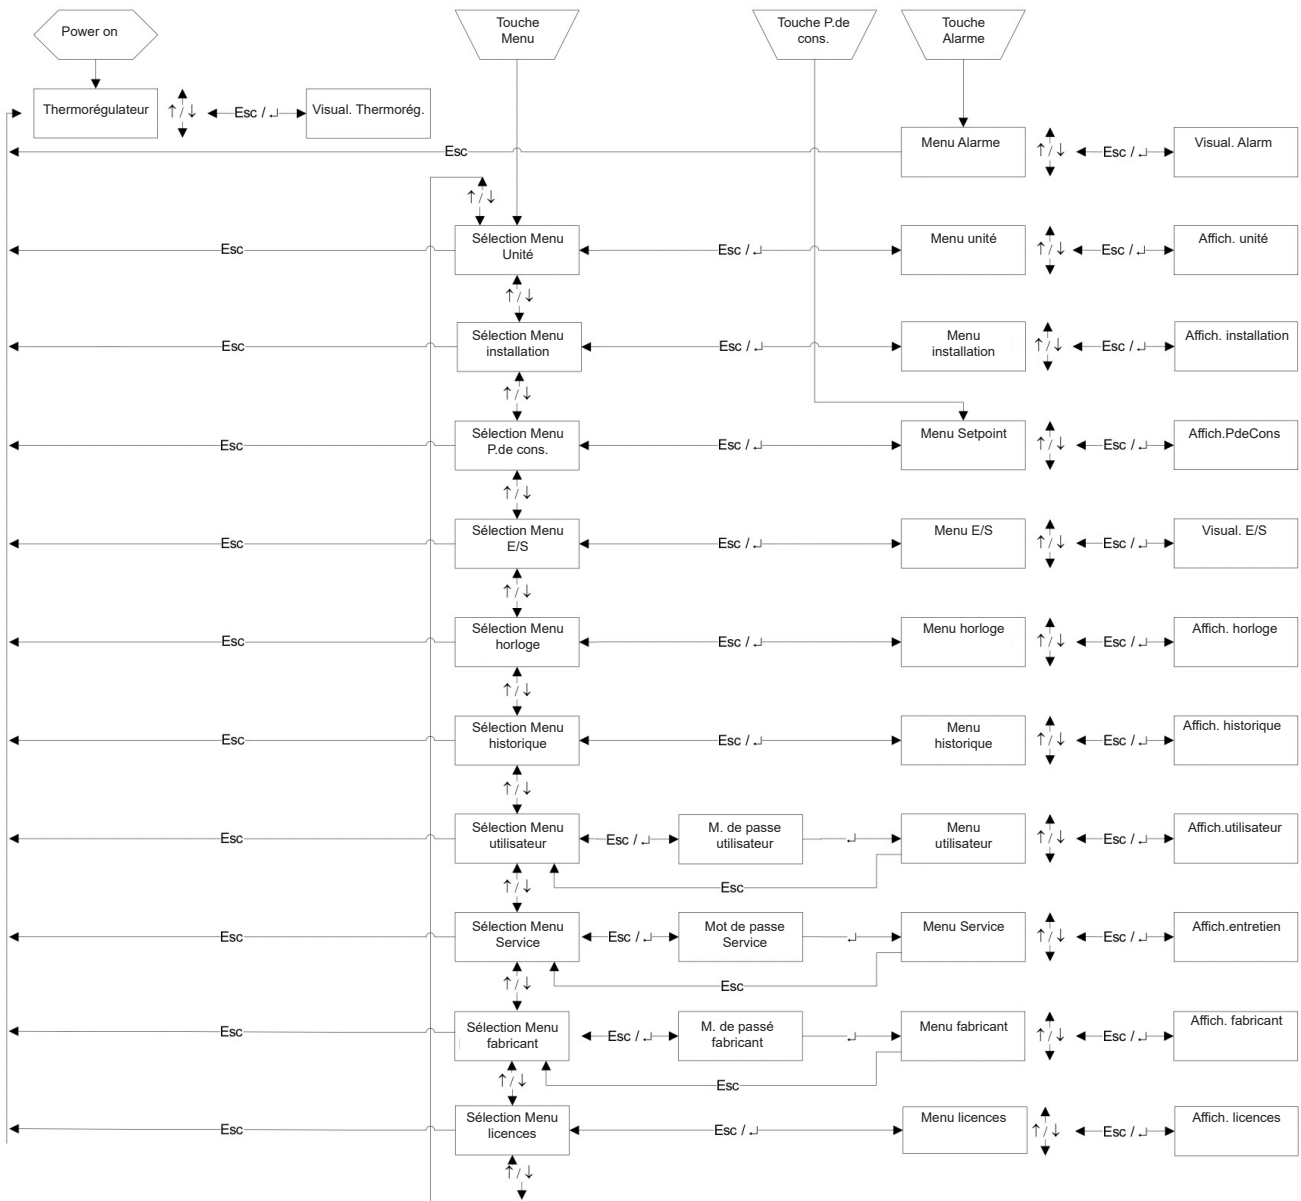 Power on
Touche
Menu
Touche P.de
cons.
Touche
Alarme
Thermorégulateur
↑/↓
Esc / ↵
Visual. Thermorég.
Menu Alarme
↑/↓
Esc / ↵
Visual. Alarm
Esc
↑/↓
Esc
Sélection Menu
Unité
Esc / ↵
Menu unité
↑/↓
Esc / ↵
Affich. unité
↑/↓
Esc
Sélection Menu
installation
Esc / ↵
Menu
installation
↑/↓
Esc / ↵
Affich. installation
↑/↓
Esc
Sélection Menu
P.de cons.
Esc / ↵
Menu Setpoint
↑/↓
Esc / ↵
Affich.PdeCons
↑/↓
Esc
Sélection Menu
E/S
Esc / ↵
Menu E/S
↑/↓
Esc / ↵
Visual. E/S
↑/↓
Esc
Sélection Menu
horloge
Esc / ↵
Menu horloge
↑/↓
Esc / ↵
Affich. horloge
↑/↓
Esc
Sélection Menu
historique
Esc / ↵
Menu
historique
↑/↓
Esc / ↵
Affich. historique
↑/↓
Esc
Sélection Menu
utilisateur
Esc / ↵
M. de passe
utilisateur
↵
Menu
utilisateur
↑/↓
Esc / ↵
Affich.utilisateur
Esc
↑/↓
Esc
Sélection Menu
Service
Esc / ↵
Mot de passe
Service
↵
Menu Service
↑/↓
Esc / ↵
Affich.entretien
Esc
↑/↓
Esc
Sélection Menu
fabricant
Esc / ↵
M. de passé
fabricant
↵
Menu fabricant
↑/↓
Esc / ↵
Affich. fabricant
Esc
↑/↓
Esc
Sélection Menu
licences
Esc / ↵
Menu licences
↑/↓
Esc / ↵
Affich. licences
↑/↓